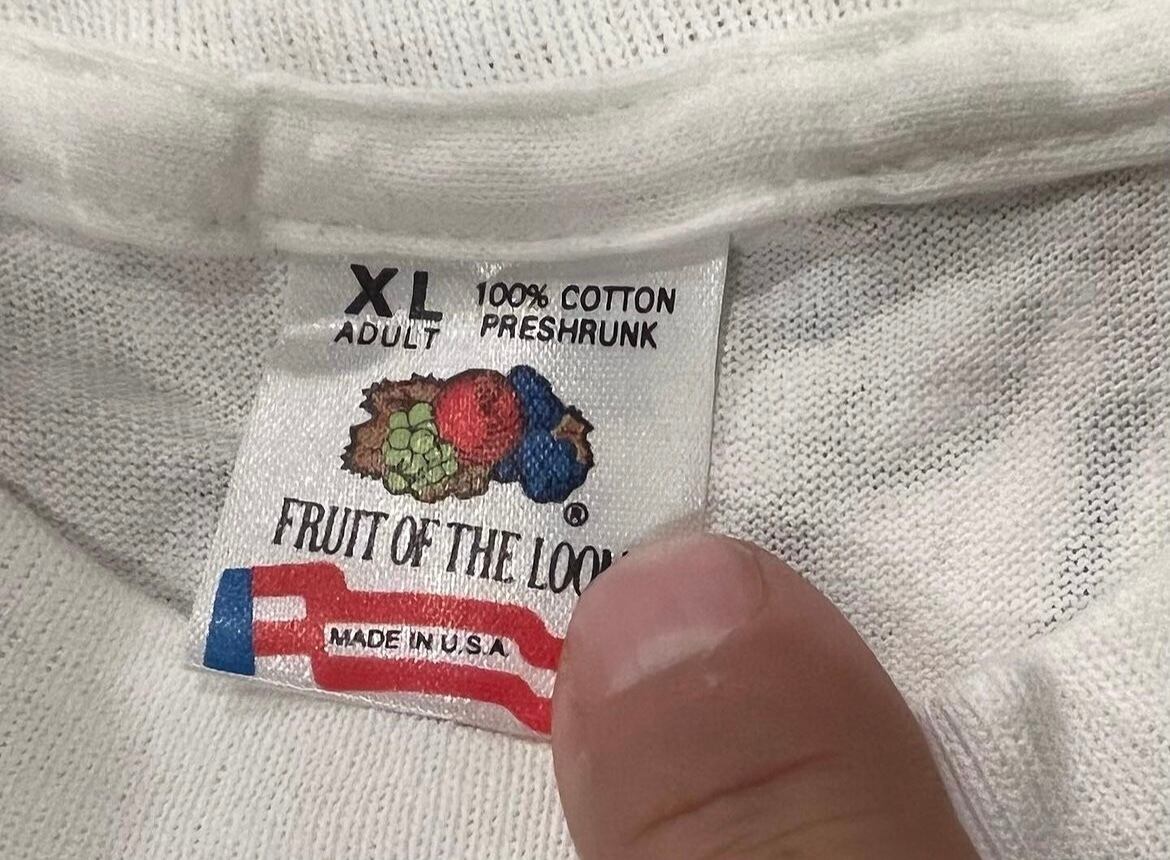 XL 100% COTTON
ADULT PRESHRUNK
®
FRUIT OF THE
MADE IN U.S.A